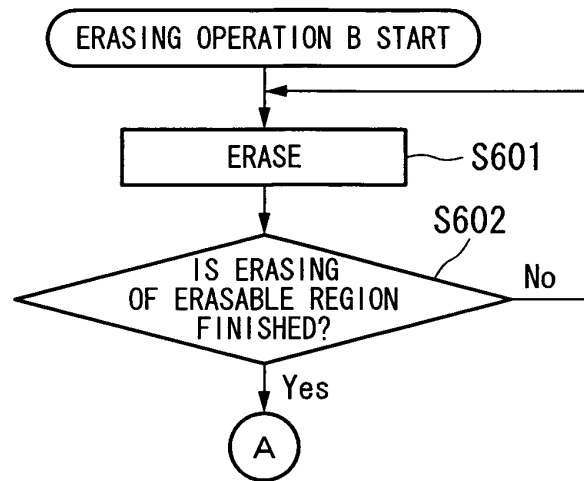 ERASING OPERATION B START
ERASE
S601
S602
IS ERASING
OF ERASABLE REGION
FINISHED?
No
Yes
A